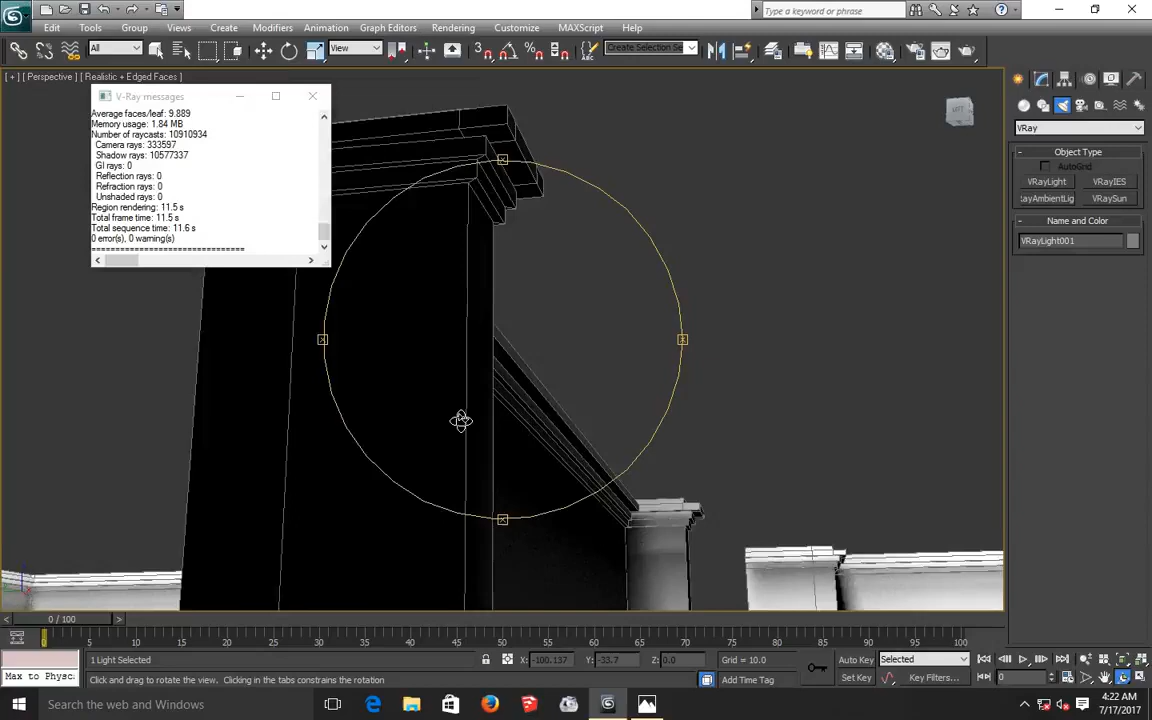 Type a keyword or phrase
Edit Tools Group Views Create Modifiers Animation Graph Editors Rendering Customize MAXScript Help
All View Create Selection Se
[ + ] [ Perspective ] [ Realistic + Edged Faces ]
V-Ray messages
Average faces/leaf: 9.889
Memory usage: 1.84 MB
Number of raycasts: 10910934
Camera rays: 333597
Shadow rays: 10577337
GI rays: 0
Reflection rays: 0
Refraction rays: 0
Unshaded rays: 0
Region rendering: 11.5 s
Total frame time: 11.5 s
Total sequence time: 11.6 s
0 error(s), 0 warning(s)
==============================
LEFT
VRay
- Object Type
AutoGrid
VRayLight VRayIES
RayAmbientLig VRaySun
- Name and Color
VRayLight001
0 / 100
0 5 10 15 20 25 30 35 40 45 50 55 60 65 70 75 80 85 90 95 100
1 Light Selected X: -100.137 Y: -33.7 Z: 0.0 Grid = 10.0 Auto Key Selected
Max to Physc Click and drag to rotate the view. Clicking in the tabs constrains the rotation Add Time Tag Set Key Key Filters... 0
Search the web and Windows
4:22 AM
7/17/2017